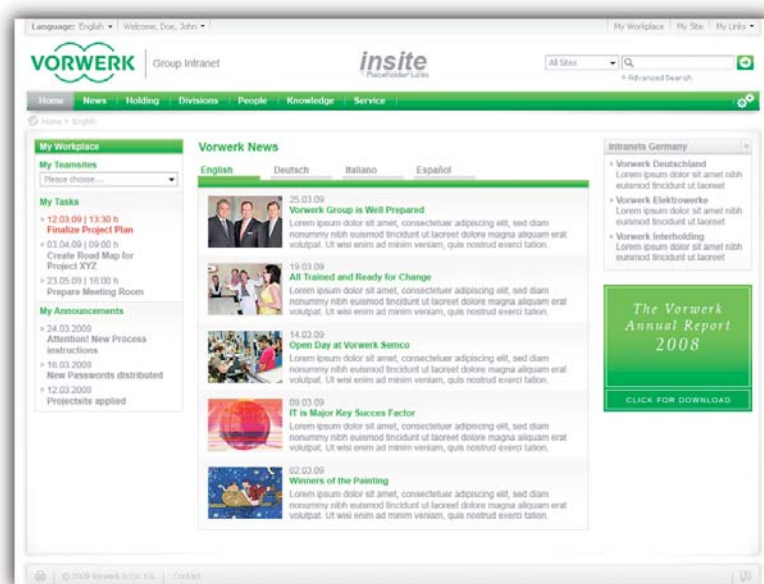 Language: English
Welcome, Doe, John
My Workplace
My Site
My Links
VORWERK
Group Intranet
insite
Placeholder Logo
All Sites
Advanced Search
Home
News
Holding
Divisions
People
Knowledge
Service
Home > English
My Workplace
My Teamsites
Please choose....
My Tasks
12.03.09 | 13:30 h
Finalize Project Plan
03.04.09 | 09:00 h
Create Road Map for
Project XYZ
23.05.09 | 16:00 h
Prepare Meeting Room
My Announcements
24.03.2009
Attention! New Process
instructions
16.03.2009
New Passwords distributed
12.03.2009
Projectsite applied
Vorwerk News
English
Deutsch
Italiano
Español
25.03.09
Vorwerk Group is Well Prepared
Lorem ipsum dolor sit amet, consectetuer adipiscing elit, sed diam
nonummy nibh euismod tincidunt ut laoreet dolore magna aliquam erat
volutpat. Ut wisi enim ad minim veniam, quis nostrud exerci tation.
19.03.09
All Trained and Ready for Change
Lorem ipsum dolor sit amet, consectetuer adipiscing elit, sed diam
nonummy nibh euismod tincidunt ut laoreet dolore magna aliquam erat
volutpat. Ut wisi enim ad minim veniam, quis nostrud exerci tation.
14.03.09
Open Day at Vorwerk Semco
Lorem ipsum dolor sit amet, consectetuer adipiscing elit, sed diam
nonummy nibh euismod tincidunt ut laoreet dolore magna aliquam erat
volutpat. Ut wisi enim ad minim veniam, quis nostrud exerci tation.
09.03.09
IT is Major Key Succes Factor
Lorem ipsum dolor sit amet, consectetuer adipiscing elit, sed diam
nonummy nibh euismod tincidunt ut laoreet dolore magna aliquam erat
volutpat. Ut wisi enim ad minim veniam, quis nostrud exerci tation.
02.03.09
Winners of the Painting
Lorem ipsum dolor sit amet, consectetuer adipiscing elit, sed diam
nonummy nibh euismod tincidunt ut laoreet dolore magna aliquam erat
volutpat. Ut wisi enim ad minim veniam, quis nostrud exerci tation.
Intranets Germany
Vorwerk Deutschland
Lorem ipsum dolor sit amet nibh
euismod tincidunt ut laoreet
Vorwerk Elektrowerke
Lorem ipsum dolor sit amet nibh
euismod tincidunt ut laoreet
Vorwerk Interholding
Lorem ipsum dolor sit amet nibh
euismod tincidunt ut laoreet
The Vorwerk
Annual Report
2008
CLICK FOR DOWNLOAD
© 2009 Vorwerk & Co. KG
Contact